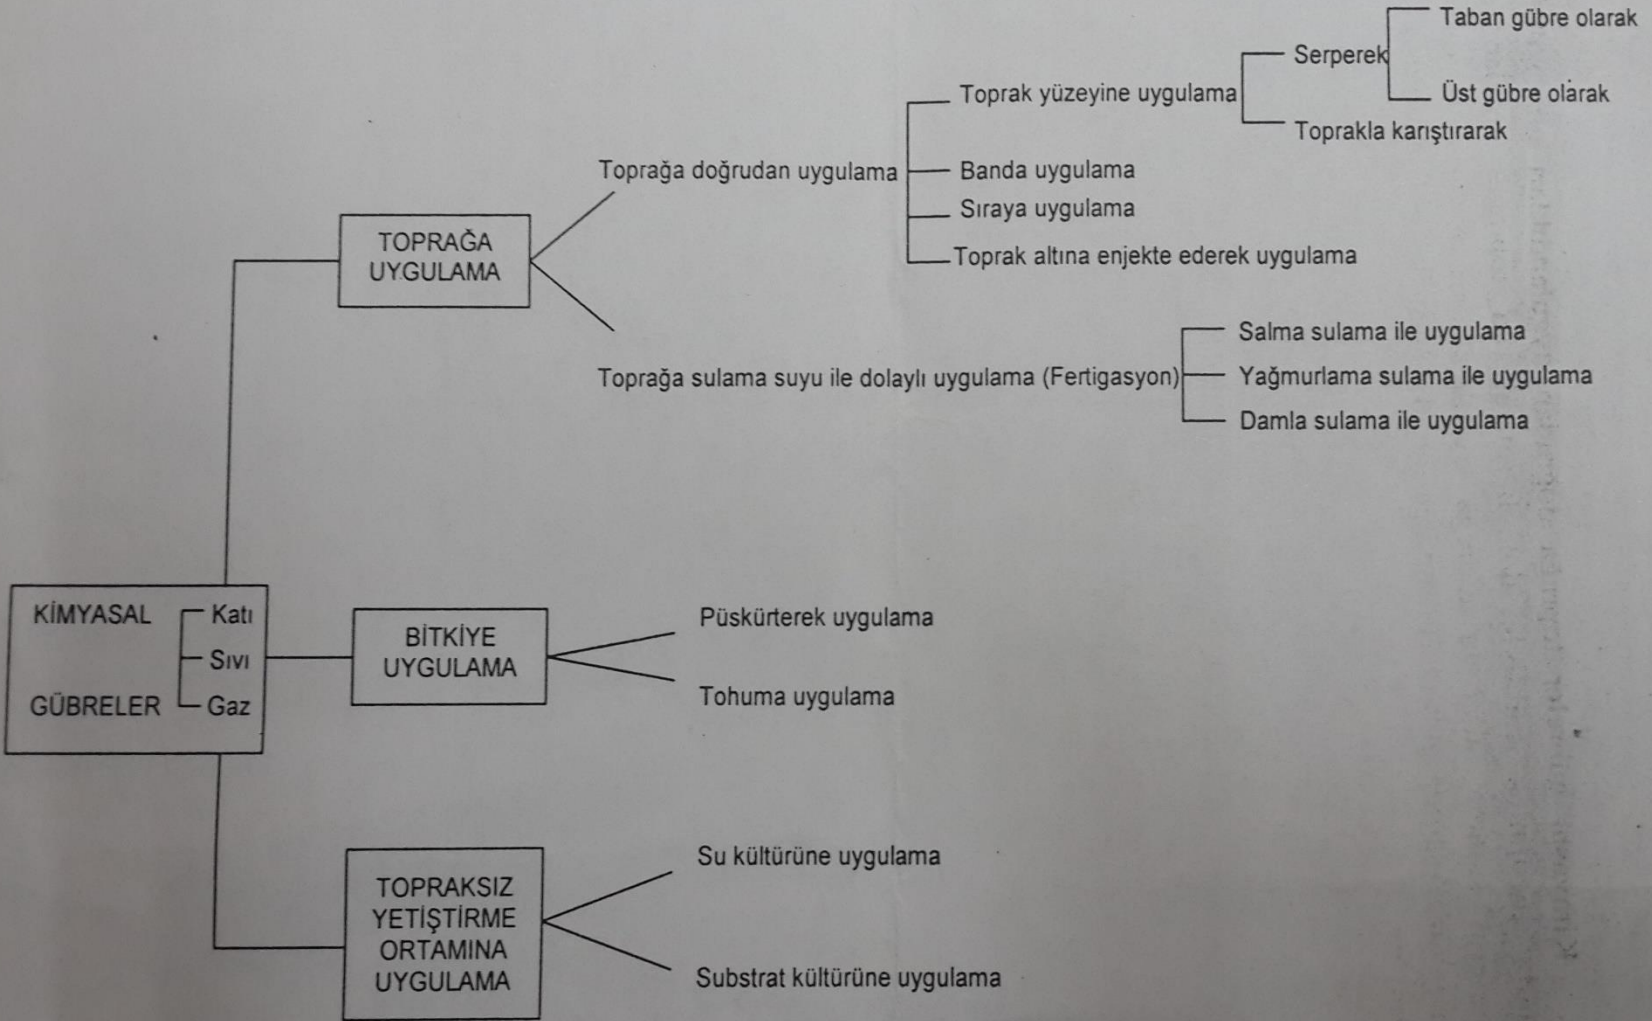 Taban gübre olarak
Serperek
Üst gübre olarak
Toprak yüzeyine uygulama
Toprakla karıştırarak
Toprağa doğrudan uygulama
Banda uygulama
Sıraya uygulama
Toprak altına enjekte ederek uygulama
TOPRAĞA
UYGULAMA
Salma sulama ile uygulama
Toprağa sulama suyu ile dolaylı uygulama (Fertigasyon)
Yağmurlama sulama ile uygulama
Damla sulama ile uygulama
KİMYASAL
GÜBRELER
Katı
Sıvı
Gaz
BİTKİYE
UYGULAMA
Püskürterek uygulama
Tohuma uygulama
TOPRAKSIZ
YETİŞTİRME
ORTAMINA
UYGULAMA
Su kültürüne uygulama
Substrat kültürüne uygulama